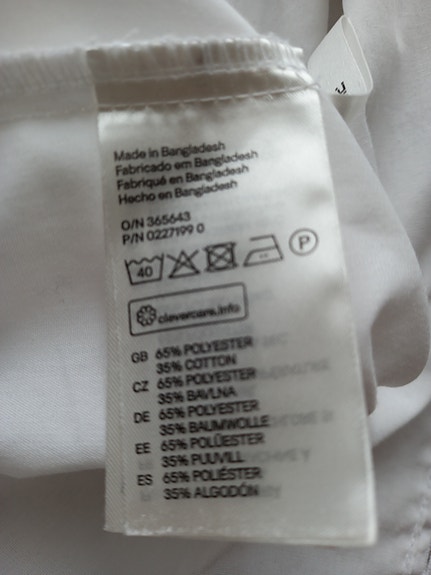 Made in Bangladesh
Fabricado em Bangladesh
Fabriqué en Bangladesh
Hecho en Bangladesh
O/N 365643
P/N 0227199 0
40 P
clevercare.info
GB 65% POLYESTER
35% COTTON
CZ 65% POLYESTER
35% BAVLNA
DE 65% POLYESTER
35% BAUMWOLLE
EE 65% POLÜESTER
35% PUUVILL
ES 65% POLIÉSTER
35% ALGODÓN